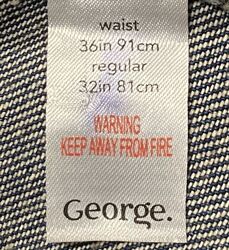 waist
36in 91cm
regular
32in 81cm
WARNING
KEEP AWAY FROM FIRE
George.